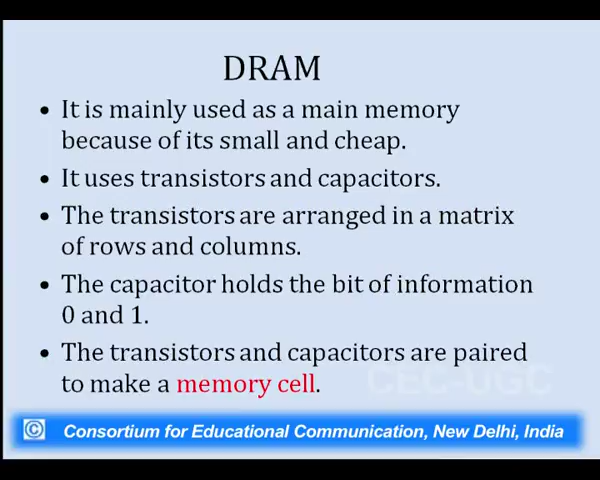 DRAM
• It is mainly used as a main memory
because of its small and cheap.
• It uses transistors and capacitors.
• The transistors are arranged in a matrix
of rows and columns.
• The capacitor holds the bit of information
0 and 1.
• The transistors and capacitors are paired
to make a memory cell.
CEC-UGC
© Consortium for Educational Communication, New Delhi, India